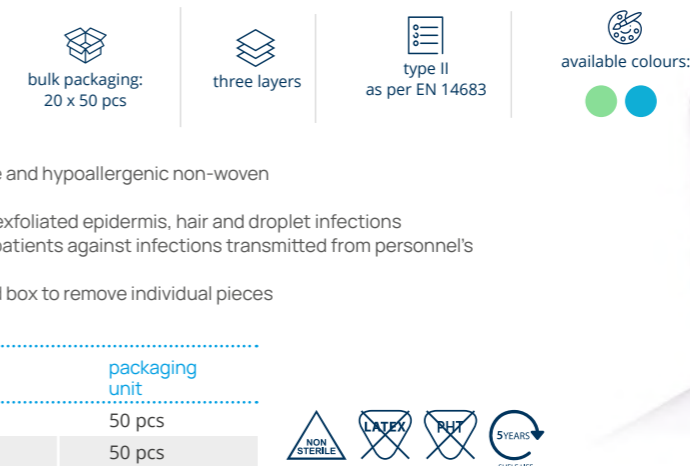 bulk packaging:
20 x 50 pcs
three layers
type II
as per EN 14683
available colours:
and hypoallergenic non-woven
exfoliated epidermis, hair and droplet infections
patients against infections transmitted from personnel's
box to remove individual pieces
packaging
unit
50 pcs
50 pcs
NON
STERILE
LATEX
PHT
5YEARS